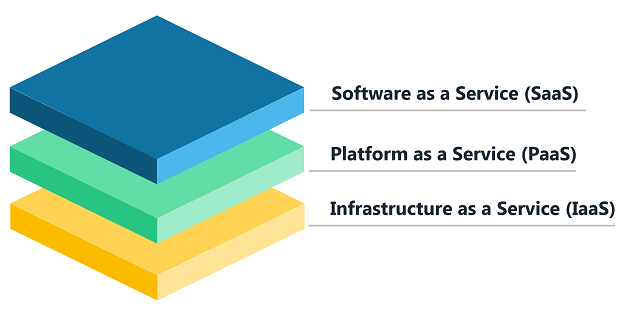 Software as a Service (SaaS)
Platform as a Service (PaaS)
Infrastructure as a Service (IaaS)